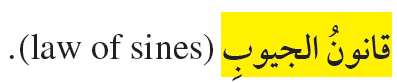 قانونُ الجيوبِ (law of sines).